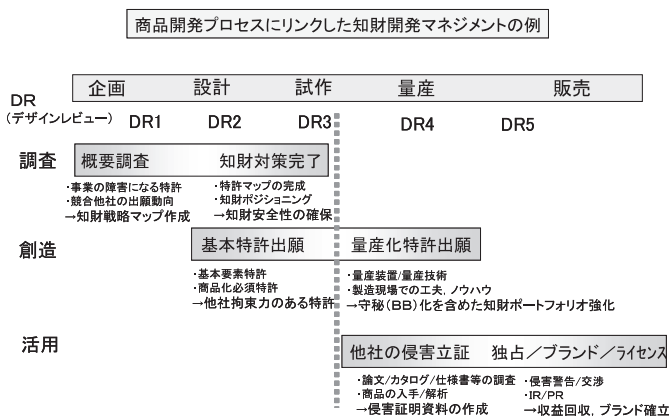 商品開発プロセスにリンクした知財開発マネジメントの例
企画 設計 試作 量産 販売
DR
(デザインレビュー) DR1 DR2 DR3 DR4 DR5
調査 概要調査 知財対策完了
・事業の障害になる特許
・競合他社の出願動向
→知財戦略マップ作成
・特許マップの完成
・知財ポジショニング
→知財安全性の確保
創造 基本特許出願 量産化特許出願
・基本要素特許
・商品化必須特許
→他社拘束力のある特許
・量産装置/量産技術
・製造現場での工夫,ノウハウ
→守秘(BB)化を含めた知財ポートフォリオ強化
活用 他社の侵害立証 独占/ブランド/ライセンス
・論文/カタログ/仕様書等の調査
・商品の入手/解析
→侵害証明資料の作成
・侵害警告/交渉
・IR/PR
→収益回収,ブランド確立